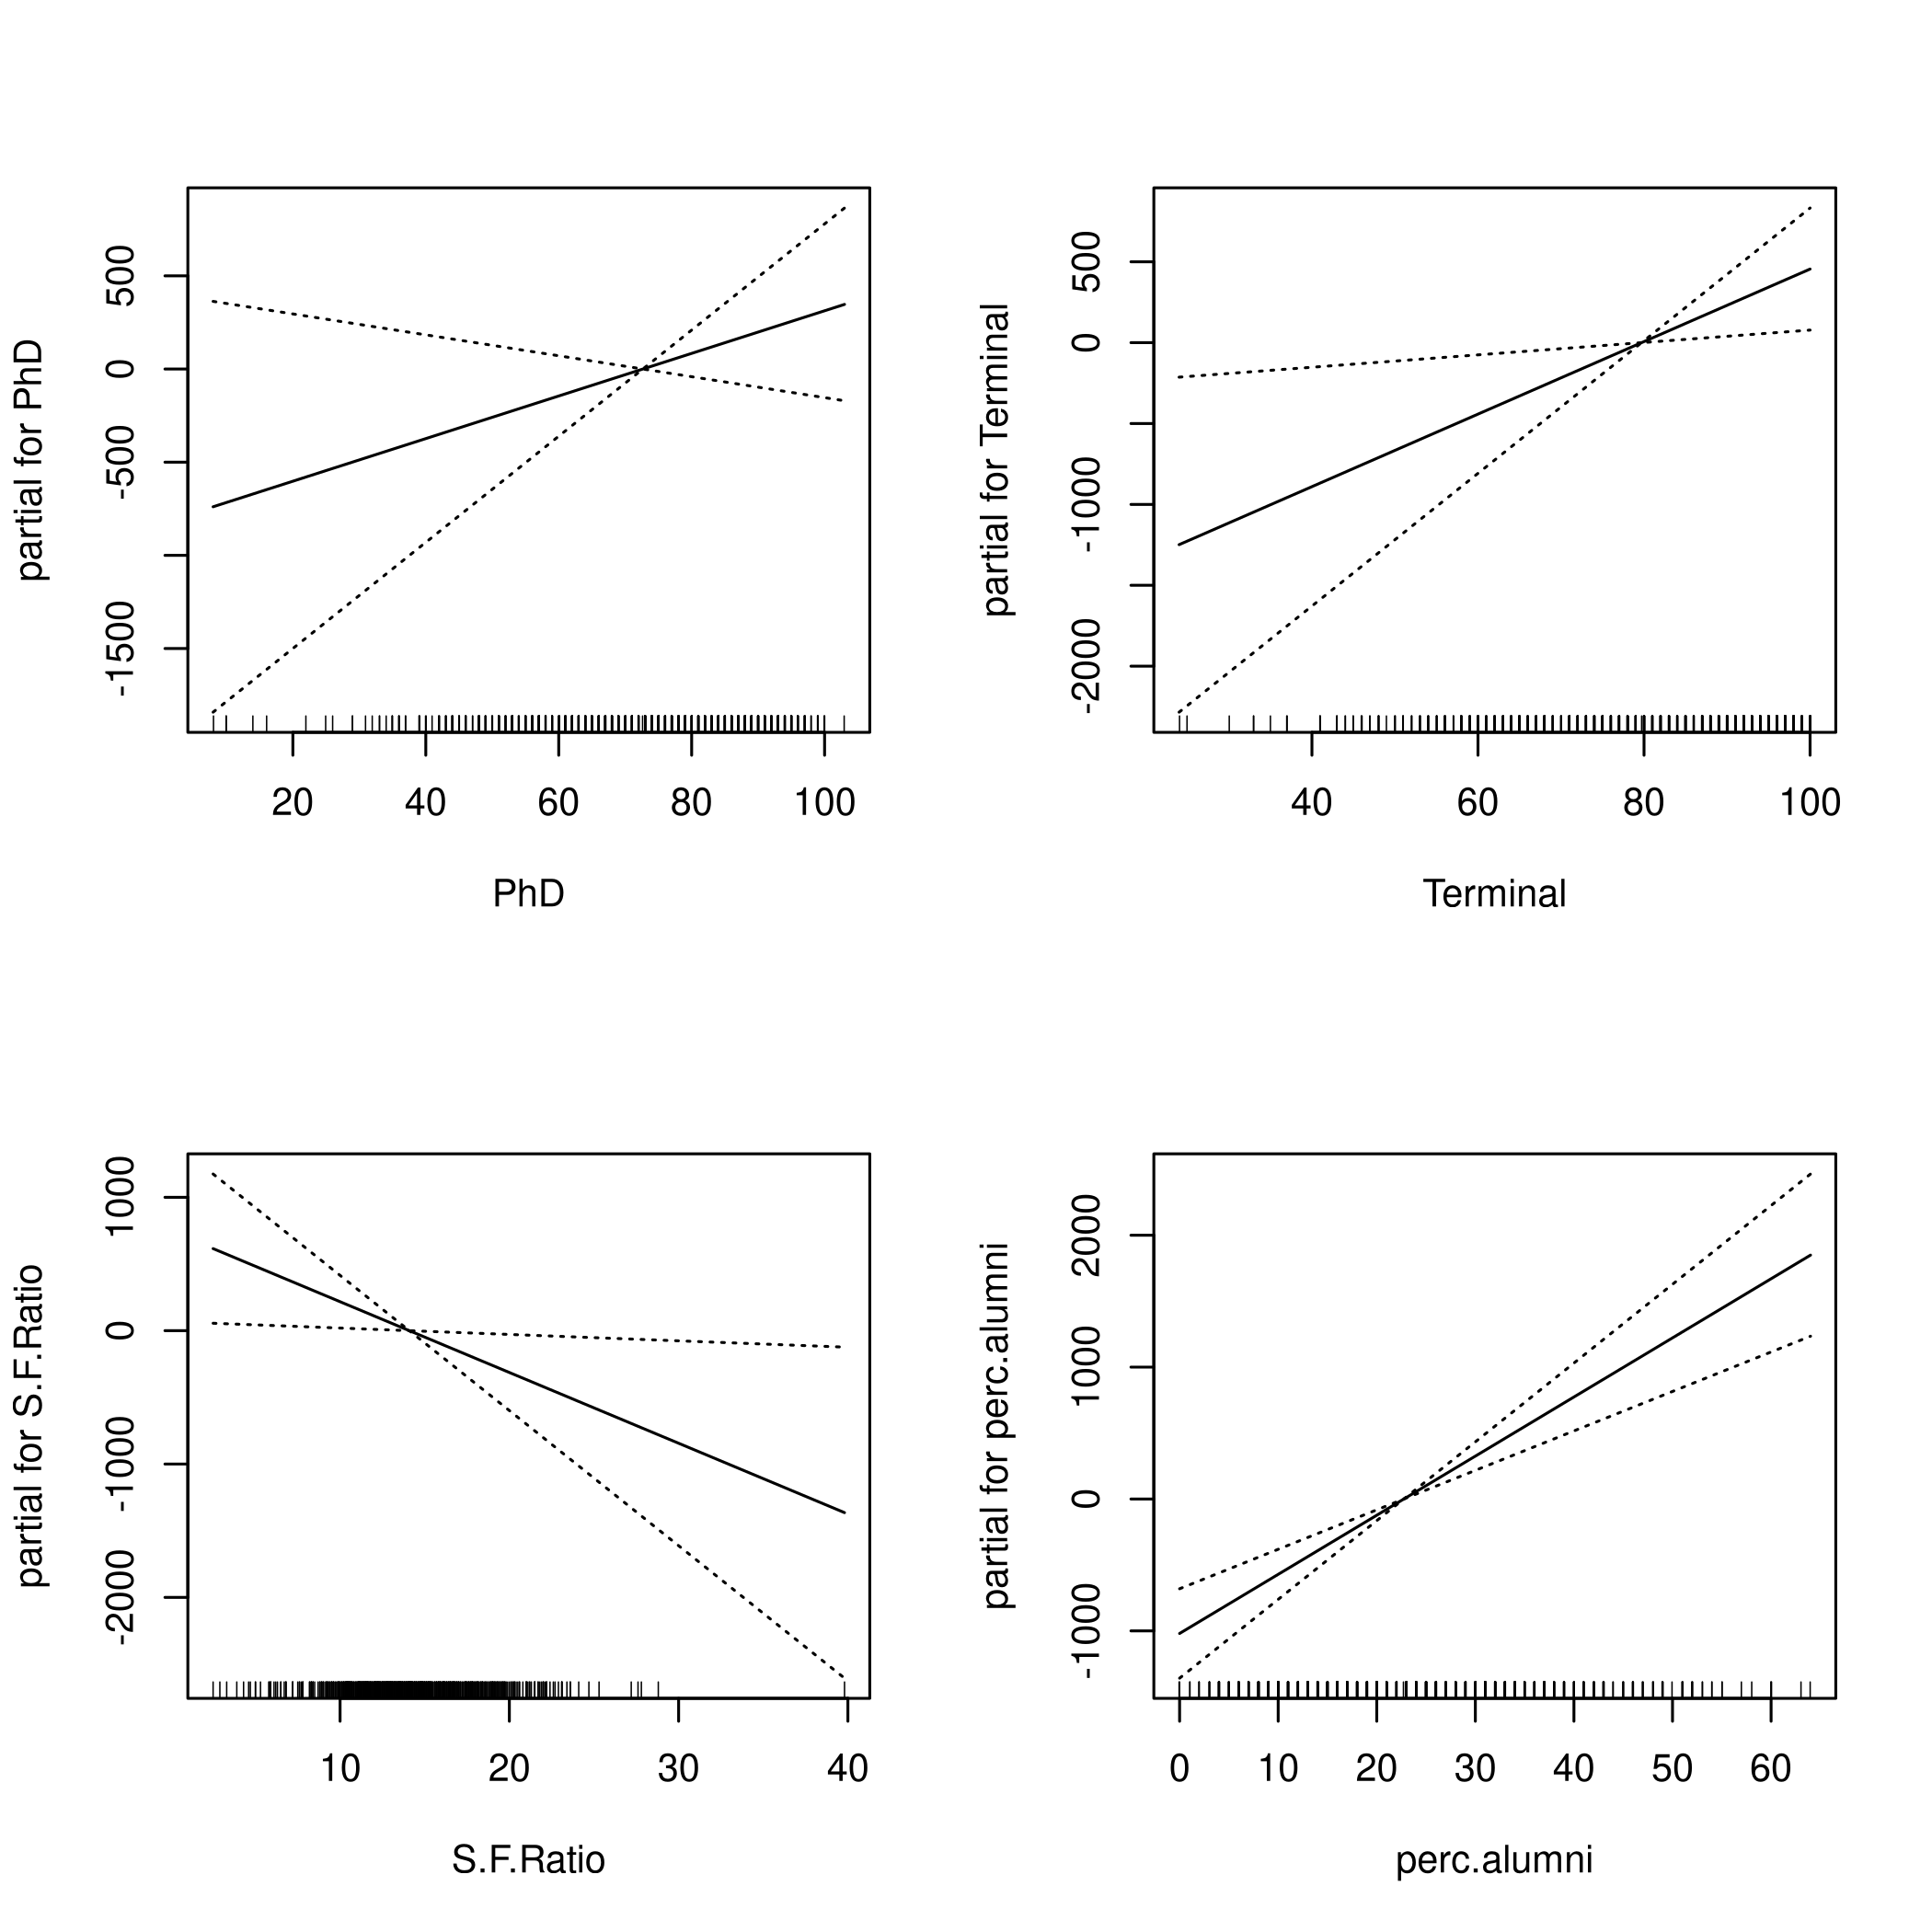 partial for PhD
500
0
-500
-1500
20 40 60 80 100
PhD
partial for Terminal
500
0
-1000
-2000
40 60 80 100
Terminal
partial for S.F.Ratio
1000
0
-1000
-2000
10 20 30 40
S.F.Ratio
partial for perc.alumni
2000
1000
0
-1000
0 10 20 30 40 50 60
perc.alumni